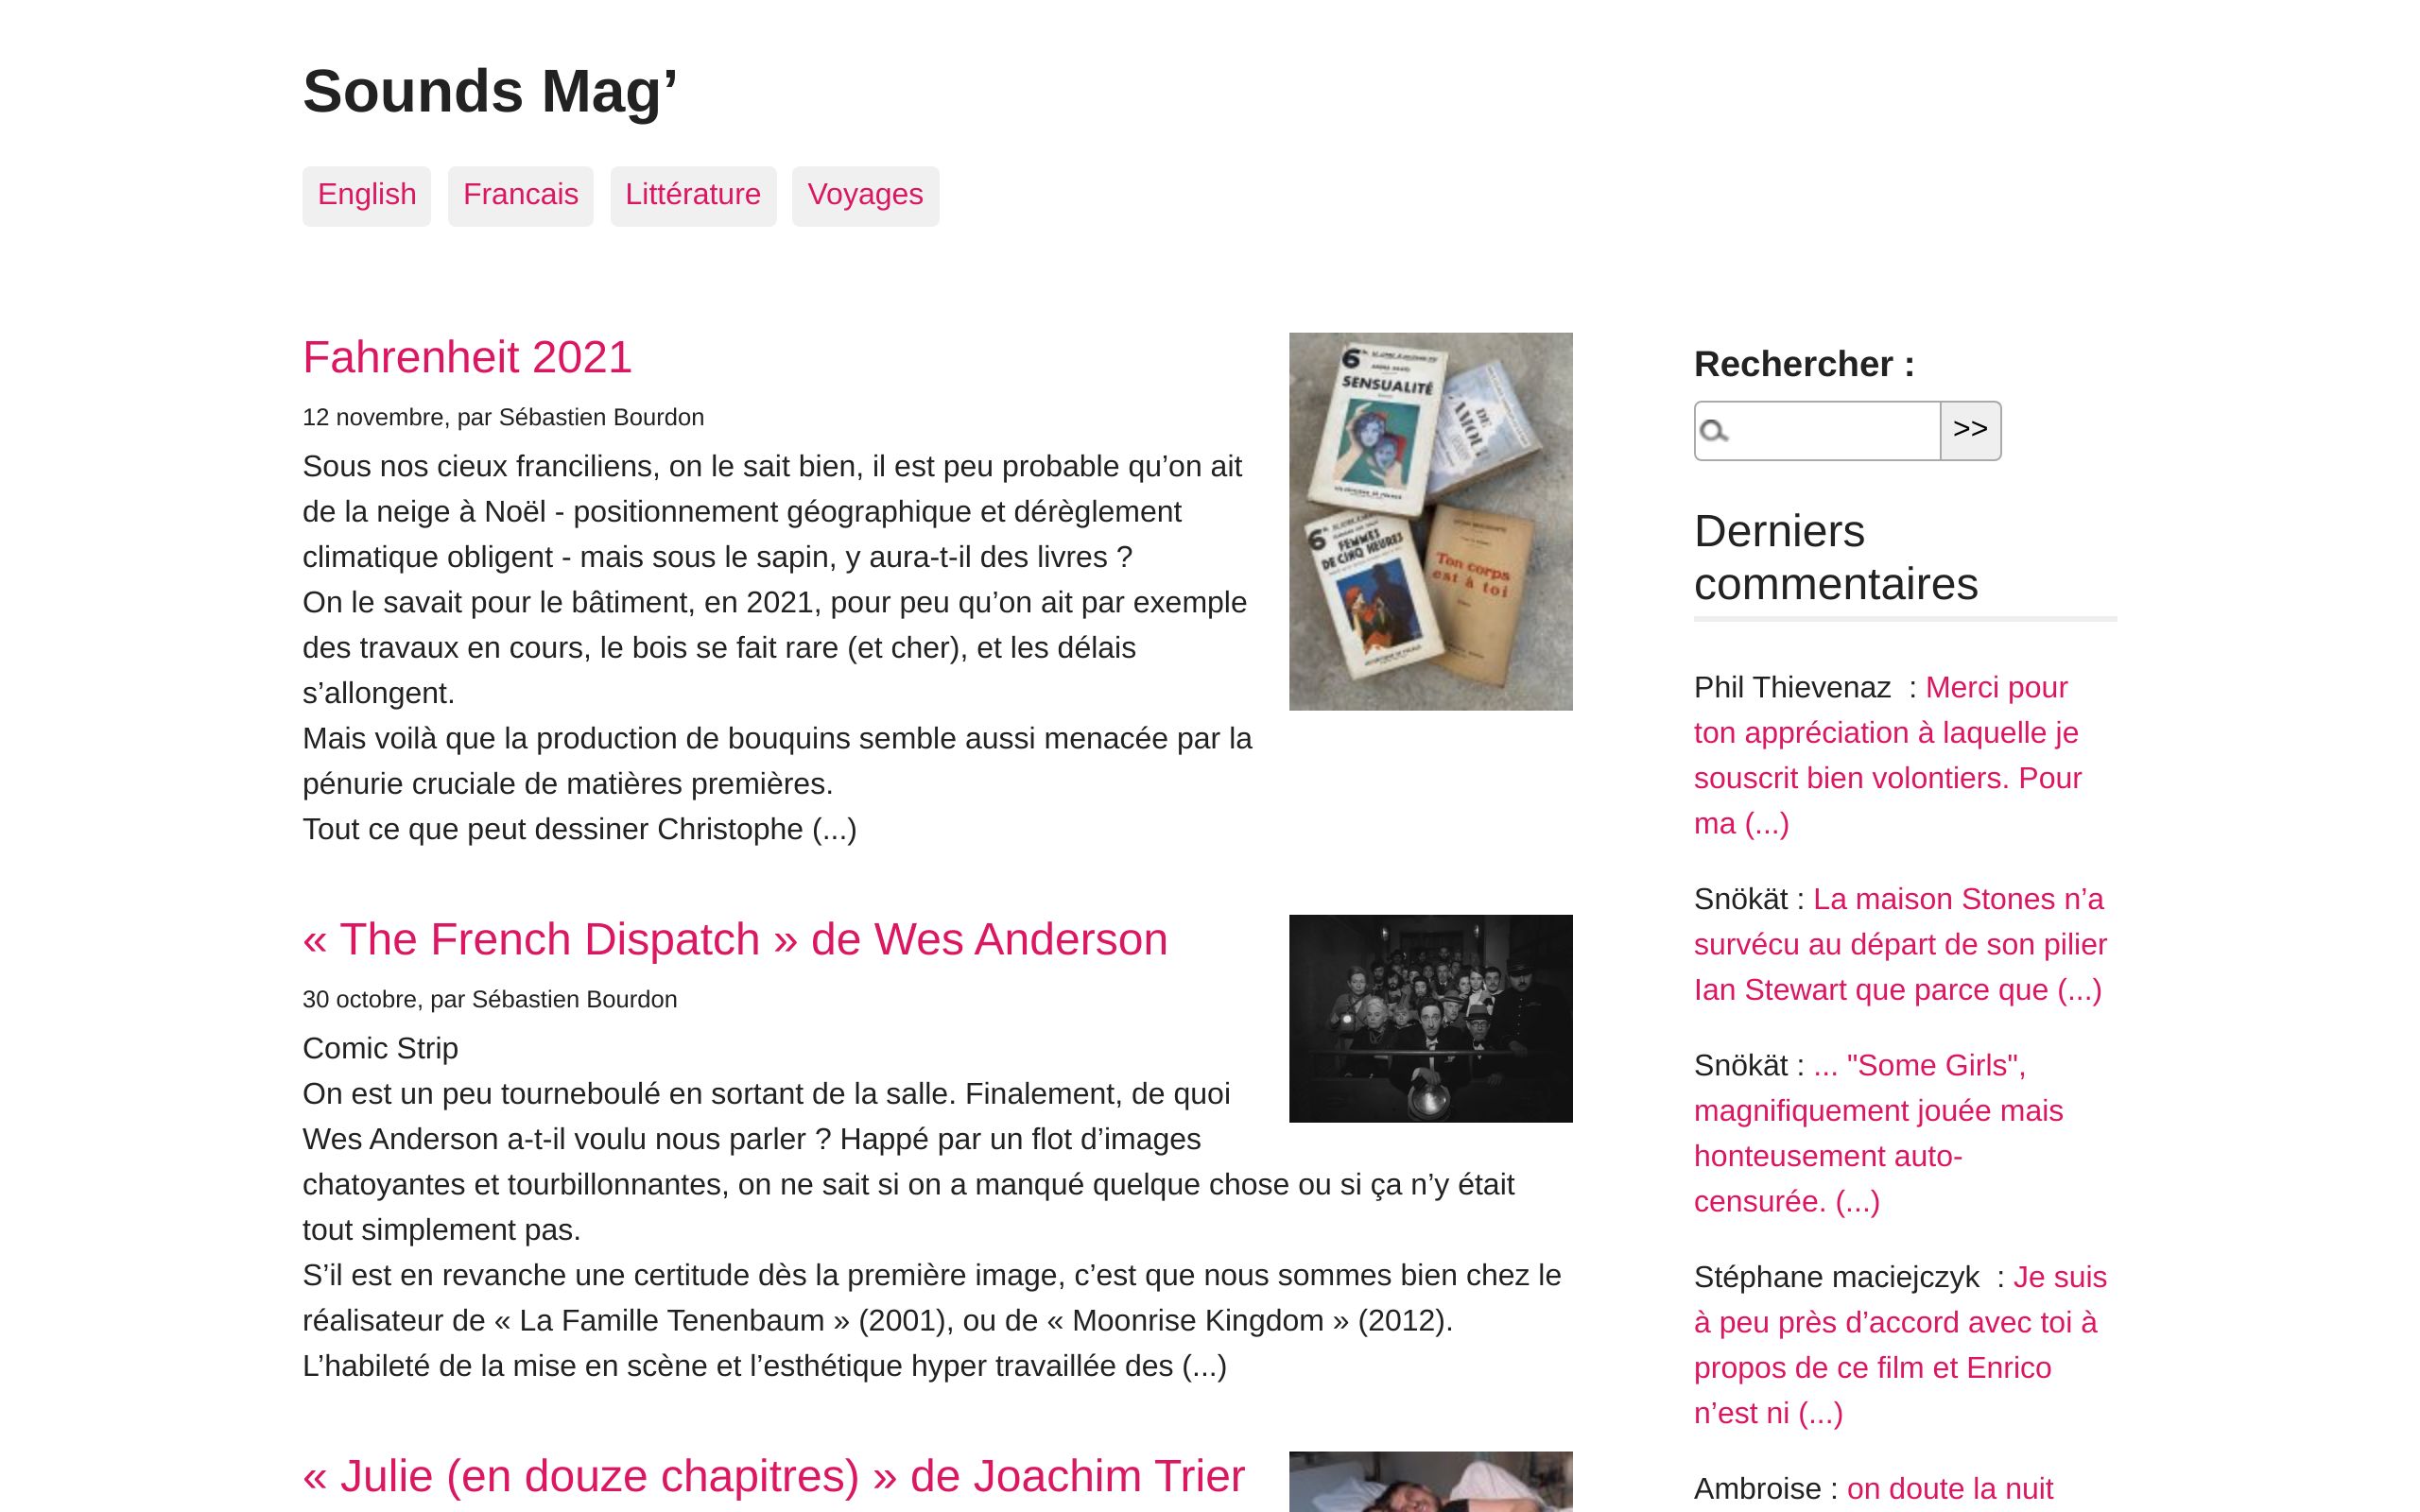 Sounds Mag’
English
Francais
Littérature
Voyages
Fahrenheit 2021
12 novembre, par Sébastien Bourdon
Sous nos cieux franciliens, on le sait bien, il est peu probable qu’on ait
de la neige à Noël - positionnement géographique et dérèglement
climatique obligent - mais sous le sapin, y aura-t-il des livres ?
On le savait pour le bâtiment, en 2021, pour peu qu’on ait par exemple
des travaux en cours, le bois se fait rare (et cher), et les délais
s’allongent.
Mais voilà que la production de bouquins semble aussi menacée par la
pénurie cruciale de matières premières.
Tout ce que peut dessiner Christophe (...)
SENSUALITÉ
DE
FEMMES
DE CINQ HEURES
Ton corps
est à toi
« The French Dispatch » de Wes Anderson
30 octobre, par Sébastien Bourdon
Comic Strip
On est un peu tourneboulé en sortant de la salle. Finalement, de quoi
Wes Anderson a-t-il voulu nous parler ? Happé par un flot d’images
chatoyantes et tourbillonnantes, on ne sait si on a manqué quelque chose ou si ça n’y était
tout simplement pas.
S’il est en revanche une certitude dès la première image, c’est que nous sommes bien chez le
réalisateur de « La Famille Tenenbaum » (2001), ou de « Moonrise Kingdom » (2012).
L’habileté de la mise en scène et l’esthétique hyper travaillée des (...)
« Julie (en douze chapitres) » de Joachim Trier
Rechercher :
>>
Derniers
commentaires
Phil Thievenaz  : Merci pour
ton appréciation à laquelle je
souscrit bien volontiers. Pour
ma (...)
Snökät : La maison Stones n’a
survécu au départ de son pilier
Ian Stewart que parce que (...)
Snökät : ... "Some Girls",
magnifiquement jouée mais
honteusement auto-
censurée. (...)
Stéphane maciejczyk  : Je suis
à peu près d’accord avec toi à
propos de ce film et Enrico
n’est ni (...)
Ambroise : on doute la nuit